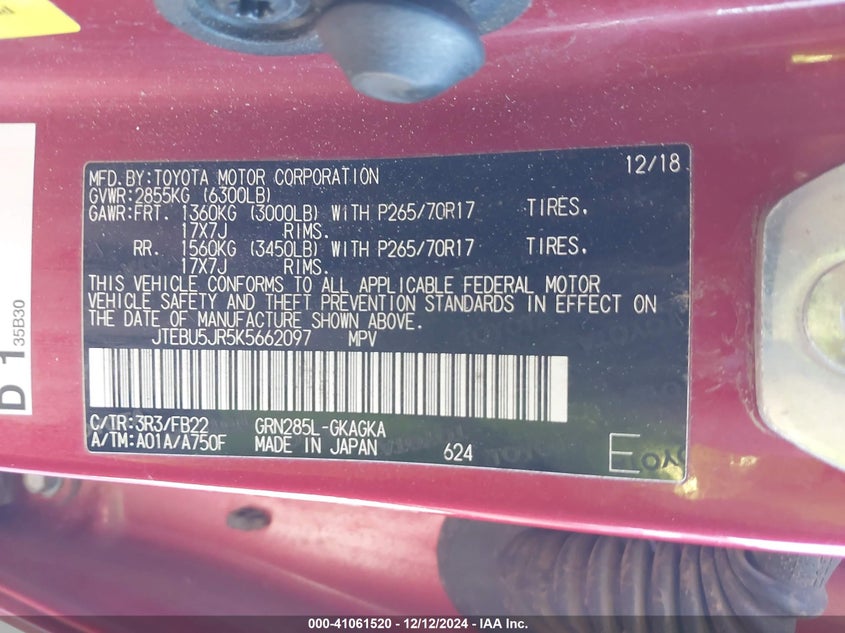 D 1 35B30
MFD.BY:TOYOTA MOTOR CORPORATION 12/18
GVWR:2855KG (6300LB)
GAWR:FRT. 1360KG (3000LB) WITH P265/70R17 TIRES.
17X7J RIMS.
RR. 1560KG (3450LB) WITH P265/70R17 TIRES.
17X7J RIMS.
THIS VEHICLE CONFORMS TO ALL APPLICABLE FEDERAL MOTOR
VEHICLE SAFETY AND THEFT PREVENTION STANDARDS IN EFFECT ON
THE DATE OF MANUFACTURE SHOWN ABOVE.
JTEBU5JR5K5662097 MPV
C/TR:3R3/FB22 GRN285L-GKAGKA
A/TM:A01A/A750F MADE IN JAPAN 624
E
000-41061520 - 12/12/2024 - IAA Inc.